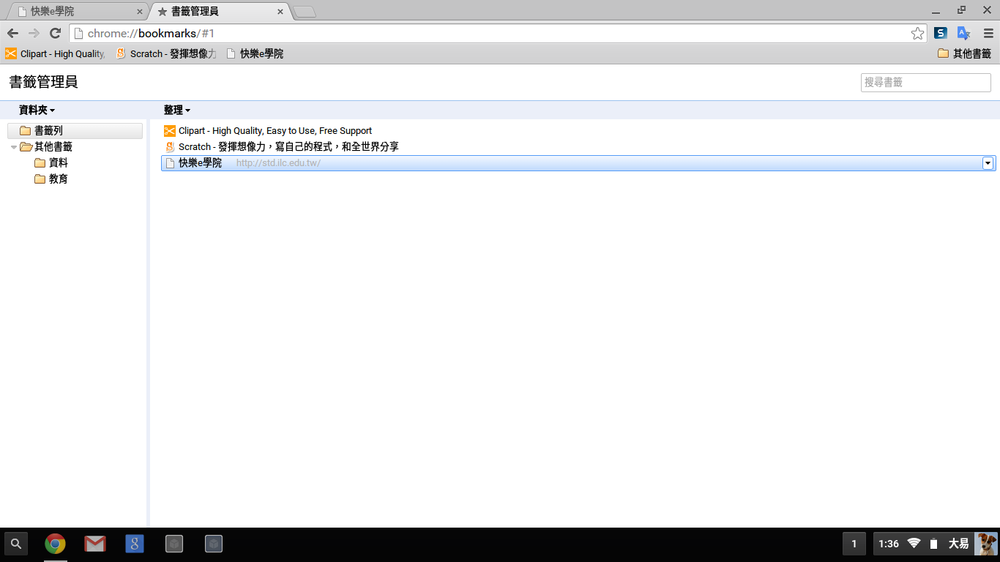 快樂e學院
書籤管理員
chrome://bookmarks/#1
Clipart - High Quality,
Scratch - 發揮想像力
快樂e學院
其他書籤
書籤管理員
搜尋書籤
資料夾
整理
書籤列
其他書籤
資料
教育
Clipart - High Quality, Easy to Use, Free Support
Scratch - 發揮想像力，寫自己的程式，和全世界分享
快樂e學院 http://std.ilc.edu.tw/
1
1:36
大易